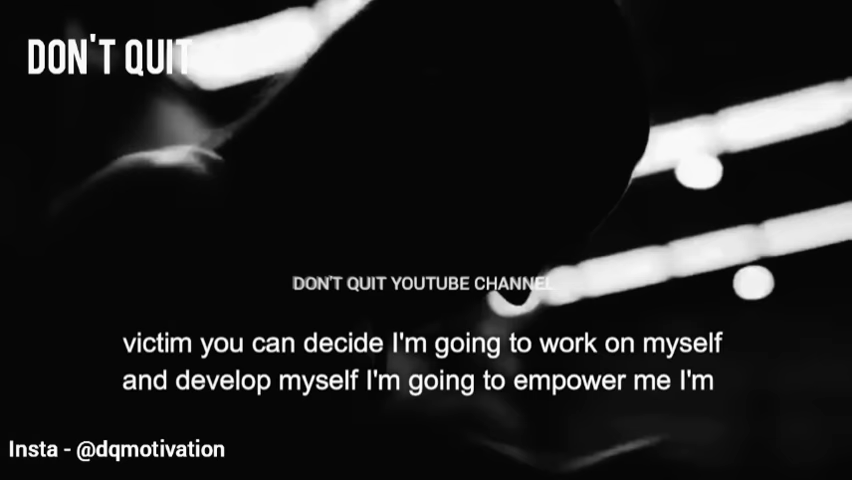 DON'T QUIT
DON'T QUIT YOUTUBE CHANNEL
victim you can decide I'm going to work on myself
and develop myself I'm going to empower me I'm
Insta - @dqmotivation